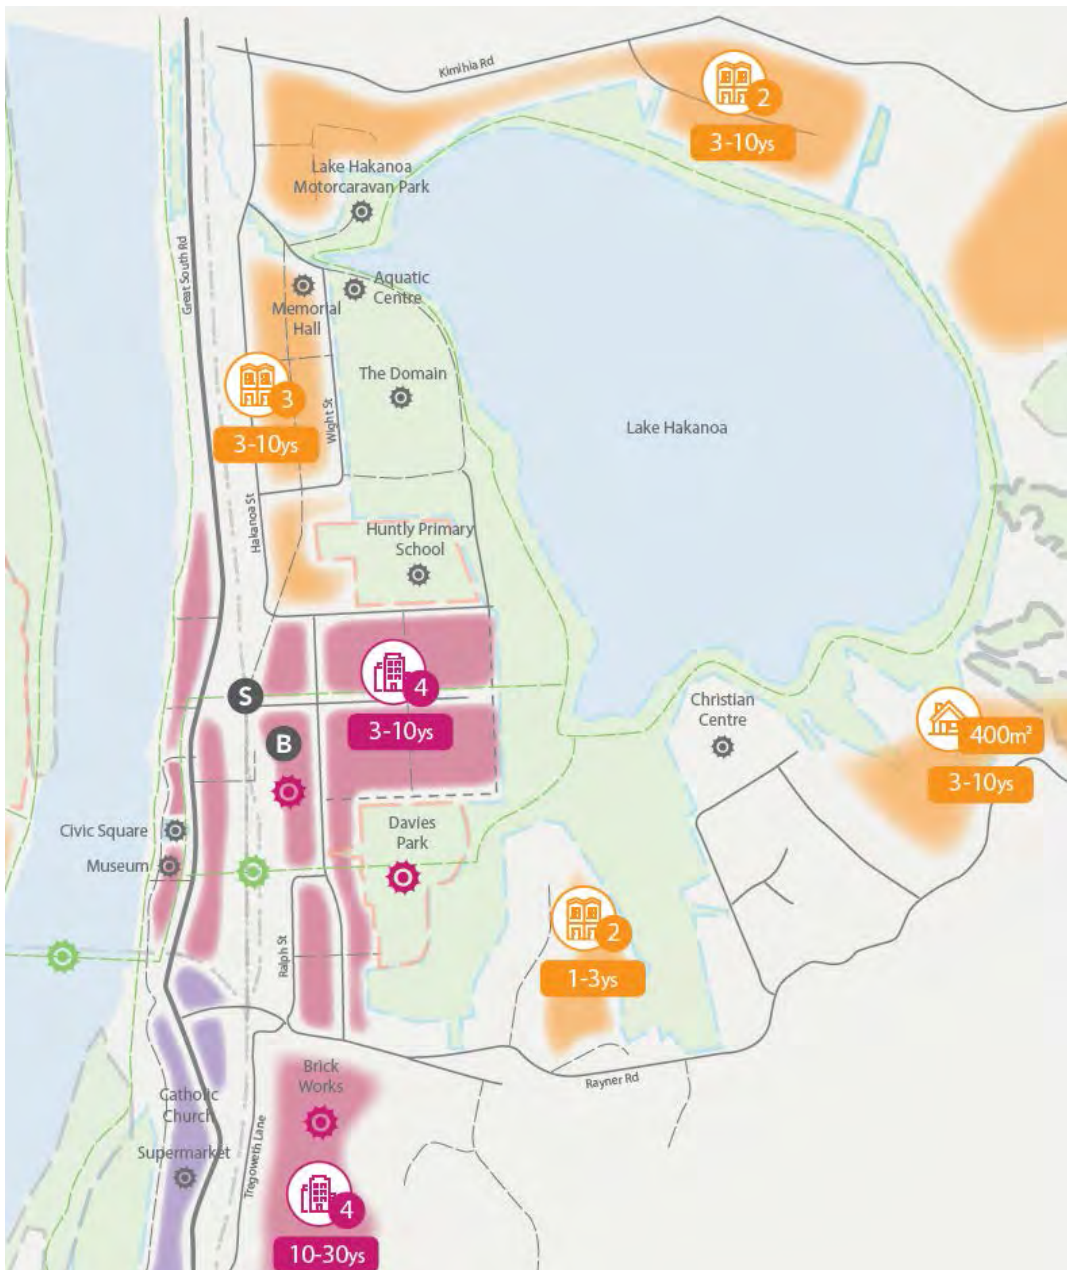 Kimihia Rd
2
3-10ys
Lake Hakanoa
Motorcaravan Park
Great South Rd
Aquatic
Centre
Memorial
Hall
The Domain
3
3-10ys
Wight St
Lake Hakanoa
Hakanoa St
Huntly Primary
School
S
4
3-10ys
B
Christian
Centre
400m²
3-10ys
Civic Square
Museum
Davies
Park
2
1-3ys
Ralph St
Rayner Rd
Brick
Works
Catholic
Church
Supermarket
Tregoweth Lane
4
10-30ys